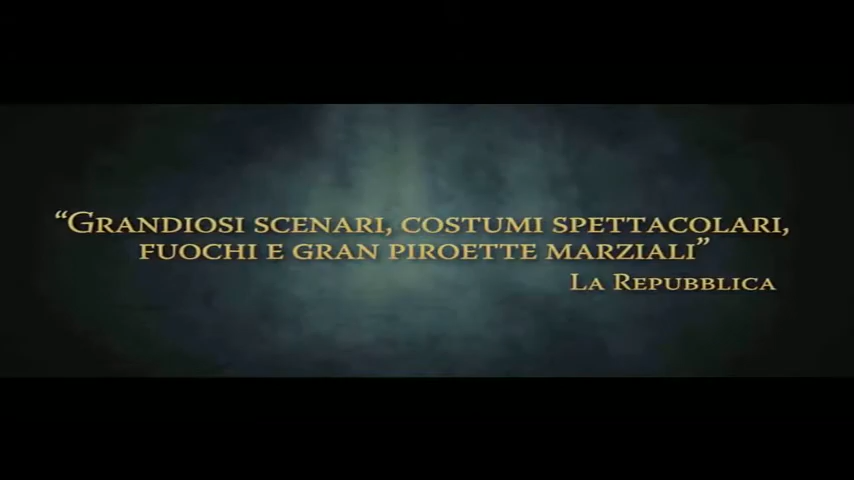 “GRANDIOSI SCENARI, COSTUMI SPETTACOLARI,
FUOCHI E GRAN PIROETTE MARZIALI”
LA REPUBBLICA